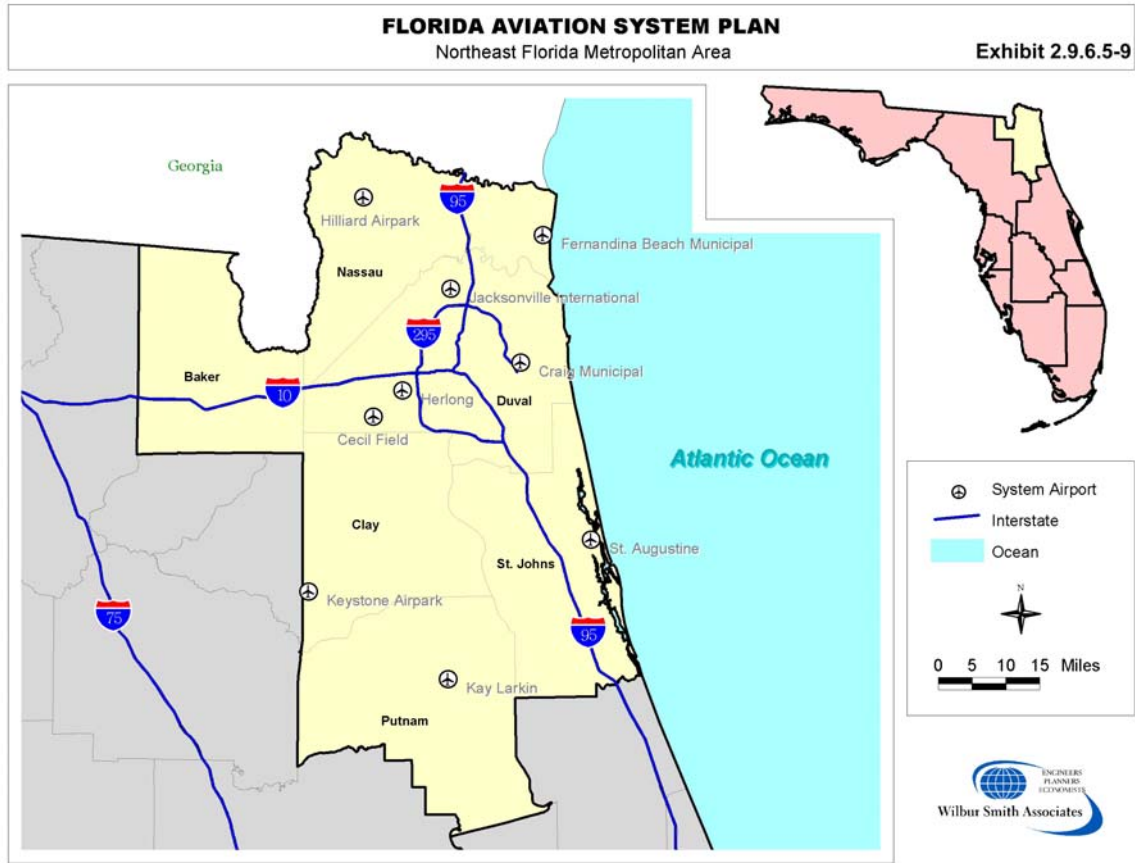 FLORIDA AVIATION SYSTEM PLAN
Northeast Florida Metropolitan Area
Exhibit 2.9.6.5-9
Georgia
95
Hilliard Airpark
Fernandina Beach Municipal
Nassau
Jacksonville International
295
Craig Municipal
Baker
10
Herlong
Duval
Cecil Field
Atlantic Ocean
Clay
St. Augustine
St. Johns
Keystone Airpark
75
95
Kay Larkin
Putnam
System Airport
Interstate
Ocean
N
0 5 10 15 Miles
ENGINEERS
PLANNERS
ECONOMISTS
Wilbur Smith Associates